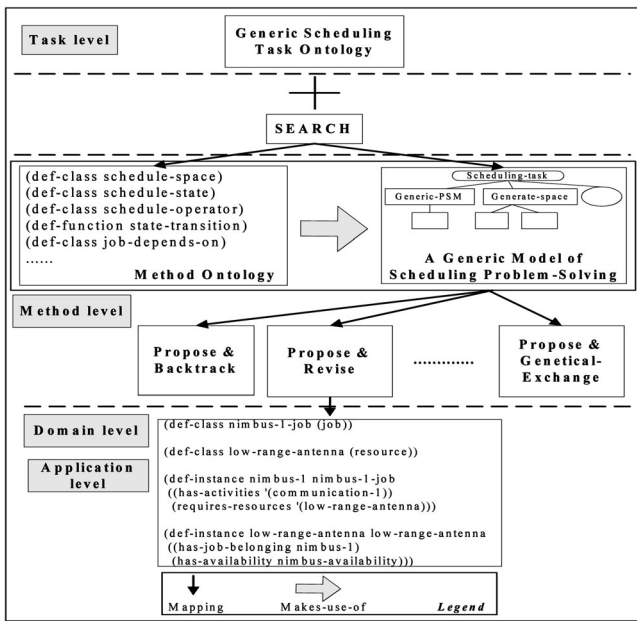 Task level
Generic Scheduling
Task Ontology
SEARCH
(def-class schedule-space)
(def-class schedule-state)
(def-class schedule-operator)
(def-function state-transition)
(def-class job-depends-on)
......
Method Ontology
Scheduling-task
Generic-PSM
Generate-space
A Generic Model of
Scheduling Problem-Solving
Method level
Propose &
Backtrack
Propose &
Revise
.............
Propose &
Genetical-
Exchange
Domain level
Application
level
(def-class nimbus-1-job (job))
(def-class low-range-antenna (resource))
(def-instance nimbus-1 nimbus-1-job
((has-activities '(communication-1))
(requires-resources '(low-range-antenna)))
(def-instance low-range-antenna low-range-antenna
((has-job-belonging nimbus-1)
(has-availability nimbus-availability)))
Mapping
Makes-use-of
Legend